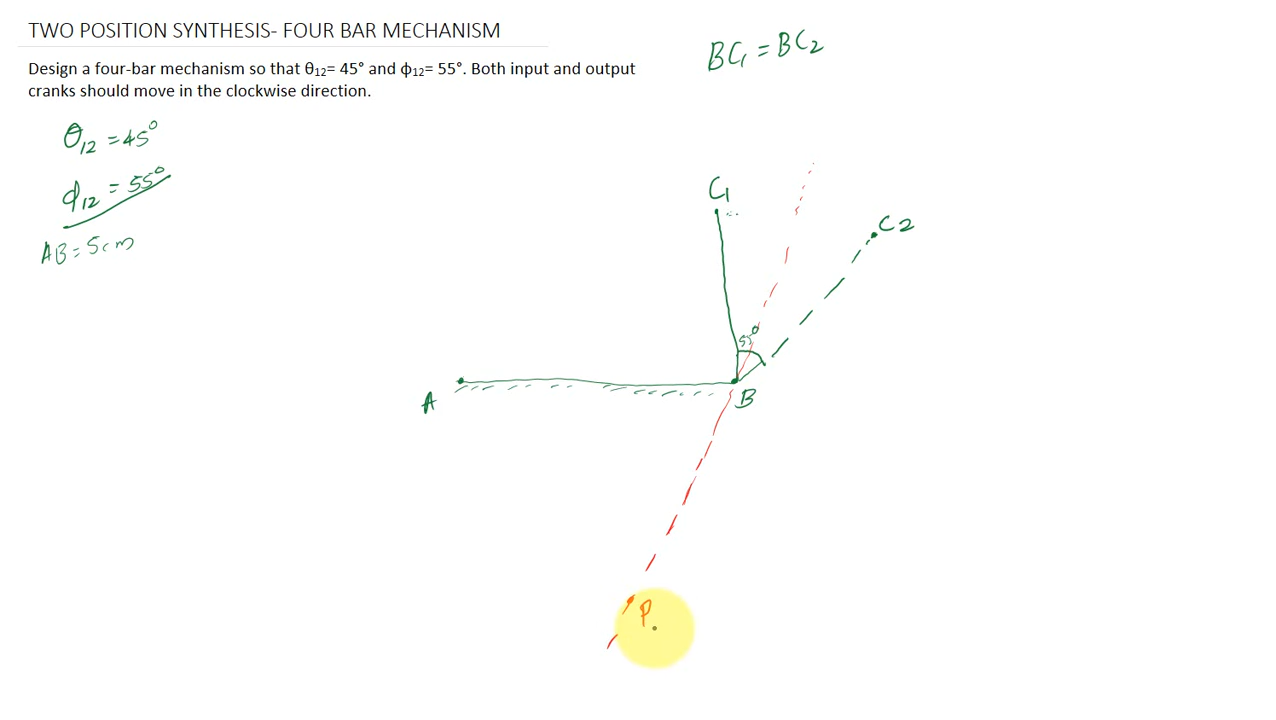 TWO POSITION SYNTHESIS- FOUR BAR MECHANISM
Design a four-bar mechanism so that θ₁₂= 45° and ϕ₁₂= 55°. Both input and output
cranks should move in the clockwise direction.
BC₁ = BC₂
θ₁₂ = 45°
ϕ₁₂ = 55°
AB = 5cm
C₁
C2
55°
A
B
P